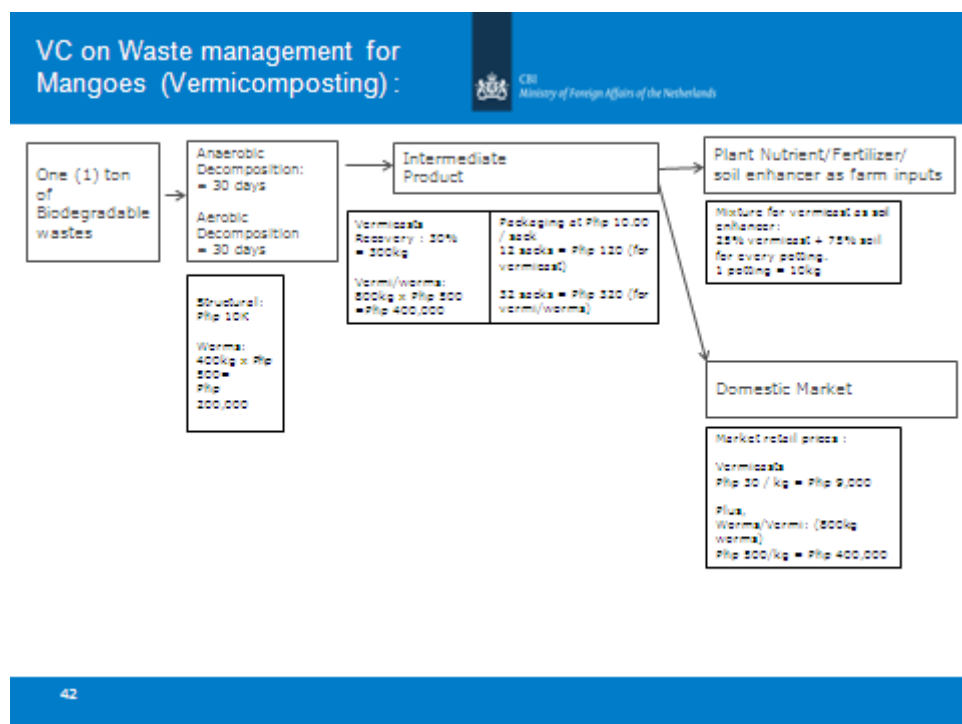 VC on Waste management for
Mangoes (Vermicomposting) :
CBI
Ministry of Foreign Affairs of the Netherlands
One (1) ton
of
Biodegradable
wastes
Anaerobic
Decomposition:
= 30 days
Aerobic
Decomposition
= 30 days
Structural:
Php 10K
Worms:
400kg x Php
500=
Php
200,000
Intermediate
Product
Vermicasts
Recovery : 30%
= 300kg
Vermi/worms:
800kg x Php 500
=Php 400,000
Packaging at Php 10.00
/ sack
12 sacks = Php 120 (for
vermicast)
32 sacks = Php 320 (for
vermi/worms)
Plant Nutrient/Fertilizer/
soil enhancer as farm inputs
Mixture for vermicast as soil
enhancer:
25% vermicast + 75% soil
for every potting.
1 potting = 10kg
Domestic Market
Market retail prices :
Vermicasts
Php 30 / kg = Php 9,000
Plus,
Worms/Vermi: (800kg
worms)
Php 500/kg = Php 400,000
42